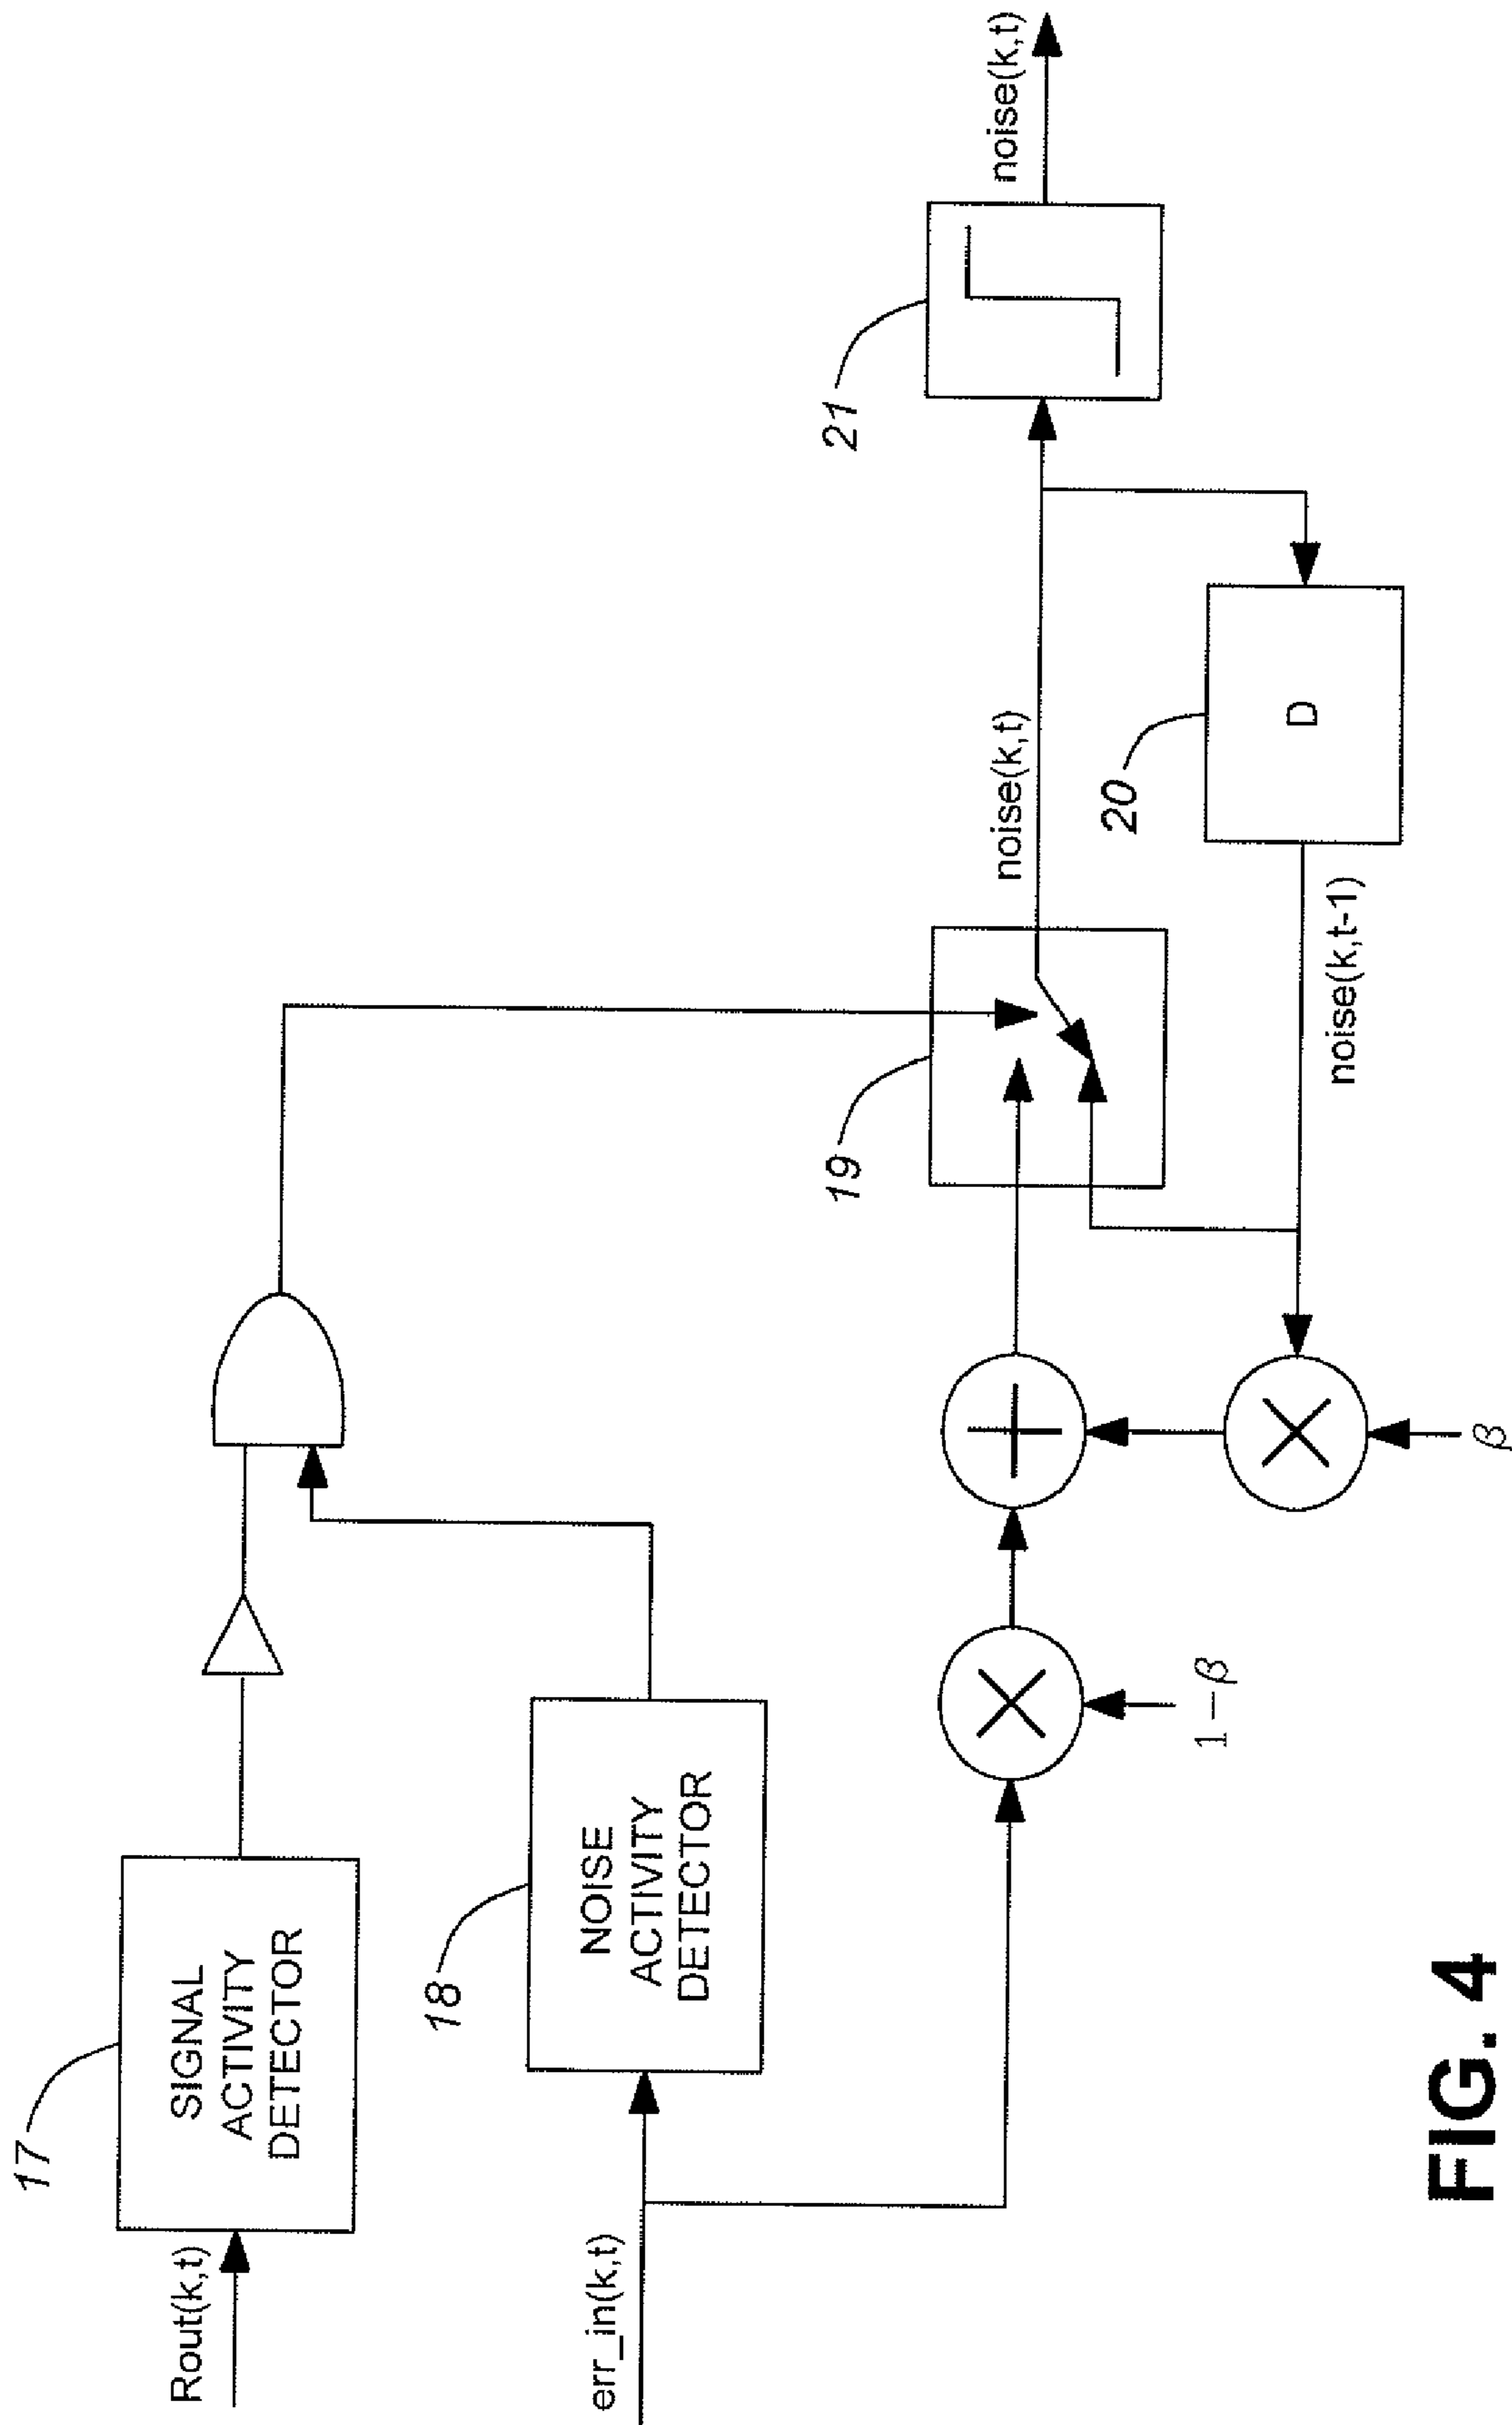 17
Rout(k,t)
SIGNAL
ACTIVITY
DETECTOR
18
err_in(k,t)
NOISE
ACTIVITY
DETECTOR
1-β
β
19
noise(k,t)
noise(k,t-1)
20
D
21
noise(k,t)
FIG. 4